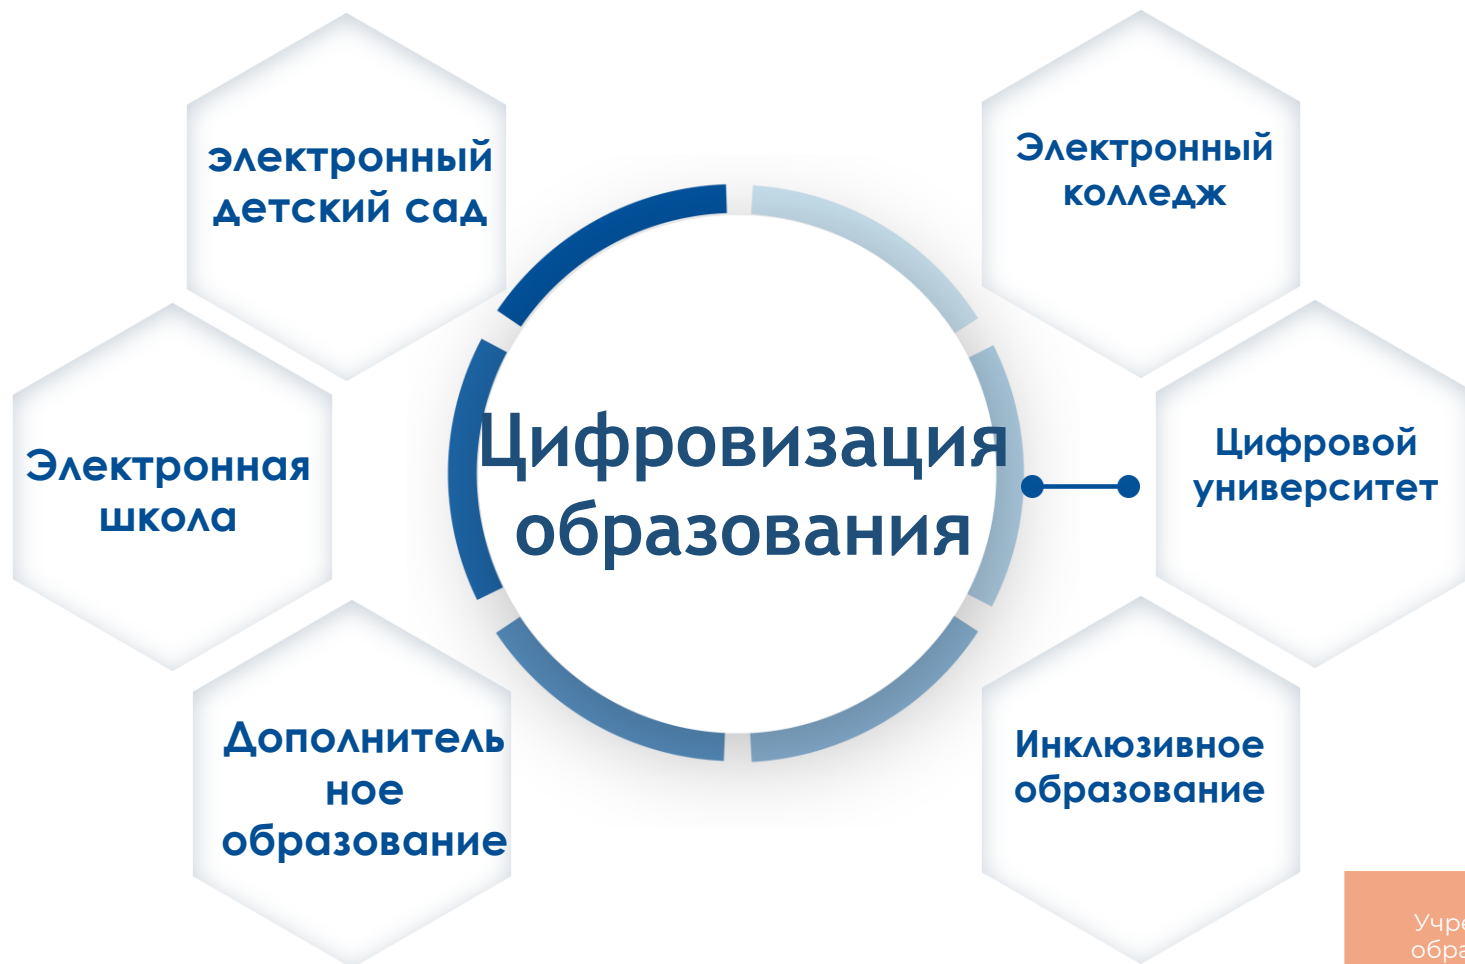 электронный
детский сад
Электронный
колледж
Электронная
школа
Цифровизация
образования
Цифровой
университет
Дополнитель
ное
образование
Инклюзивное
образование